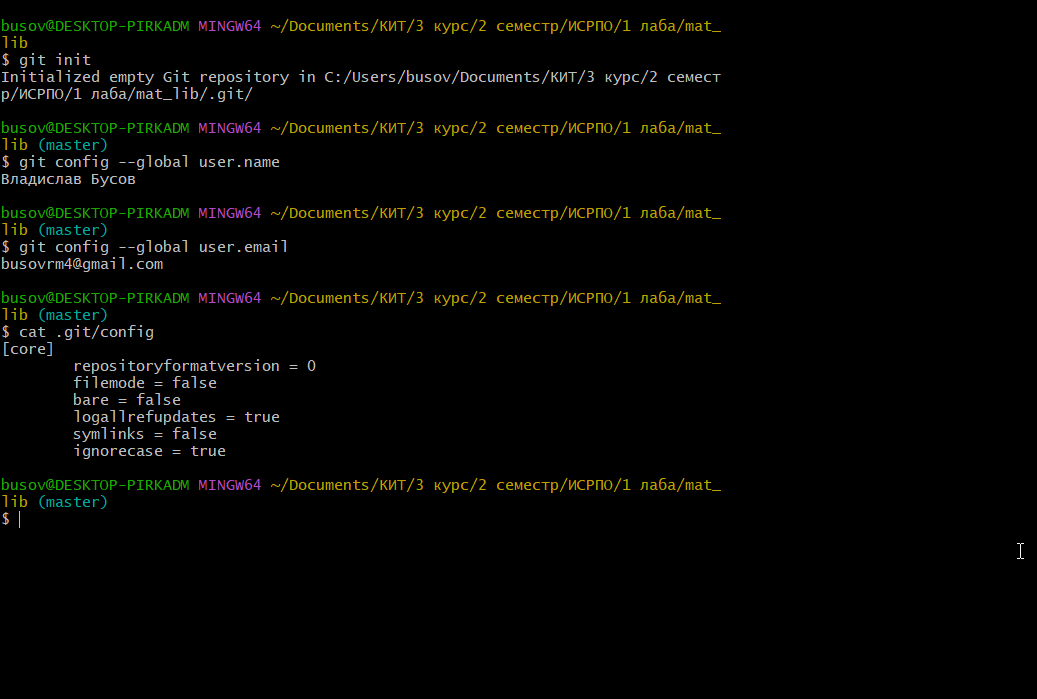 busov@DESKTOP-PIRKADM MINGW64 ~/Documents/КИТ/3 курс/2 семестр/ИСРПО/1 лаба/mat_
lib
$ git init
Initialized empty Git repository in C:/Users/busov/Documents/КИТ/3 курс/2 семест
р/ИСРПО/1 лаба/mat_lib/.git/
busov@DESKTOP-PIRKADM MINGW64 ~/Documents/КИТ/3 курс/2 семестр/ИСРПО/1 лаба/mat_
lib (master)
$ git config --global user.name
Владислав Бусов
busov@DESKTOP-PIRKADM MINGW64 ~/Documents/КИТ/3 курс/2 семестр/ИСРПО/1 лаба/mat_
lib (master)
$ git config --global user.email
busovrm4@gmail.com
busov@DESKTOP-PIRKADM MINGW64 ~/Documents/КИТ/3 курс/2 семестр/ИСРПО/1 лаба/mat_
lib (master)
$ cat .git/config
[core]
        repositoryformatversion = 0
        filemode = false
        bare = false
        logallrefupdates = true
        symlinks = false
        ignorecase = true
busov@DESKTOP-PIRKADM MINGW64 ~/Documents/КИТ/3 курс/2 семестр/ИСРПО/1 лаба/mat_
lib (master)
$